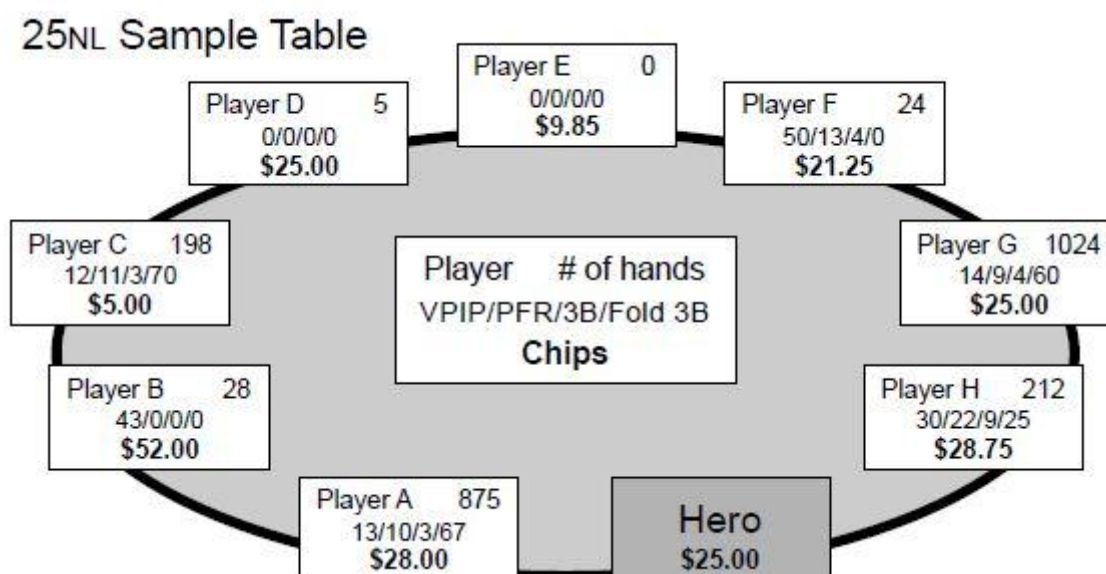 25NL Sample Table
Player E 0
0/0/0/0
$9.85
Player D 5
0/0/0/0
$25.00
Player F 24
50/13/4/0
$21.25
Player C 198
12/11/3/70
$5.00
Player # of hands
VPIP/PFR/3B/Fold 3B
Chips
Player G 1024
14/9/4/60
$25.00
Player B 28
43/0/0/0
$52.00
Player H 212
30/22/9/25
$28.75
Player A 875
13/10/3/67
$28.00
Hero
$25.00